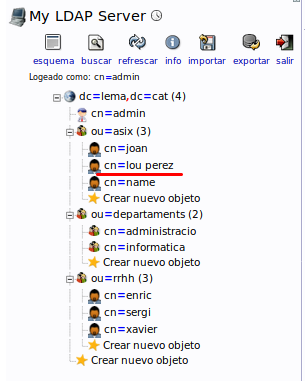 My LDAP Server
esquema buscar refrescar info importar exportar salir
Logeado como: cn=admin
dc=lema,dc=cat (4)
cn=admin
ou=asix (3)
cn=joan
cn=lou perez
cn=name
Crear nuevo objeto
ou=departaments (2)
cn=administracio
cn=informatica
Crear nuevo objeto
ou=rrhh (3)
cn=enric
cn=sergi
cn=xavier
Crear nuevo objeto
Crear nuevo objeto